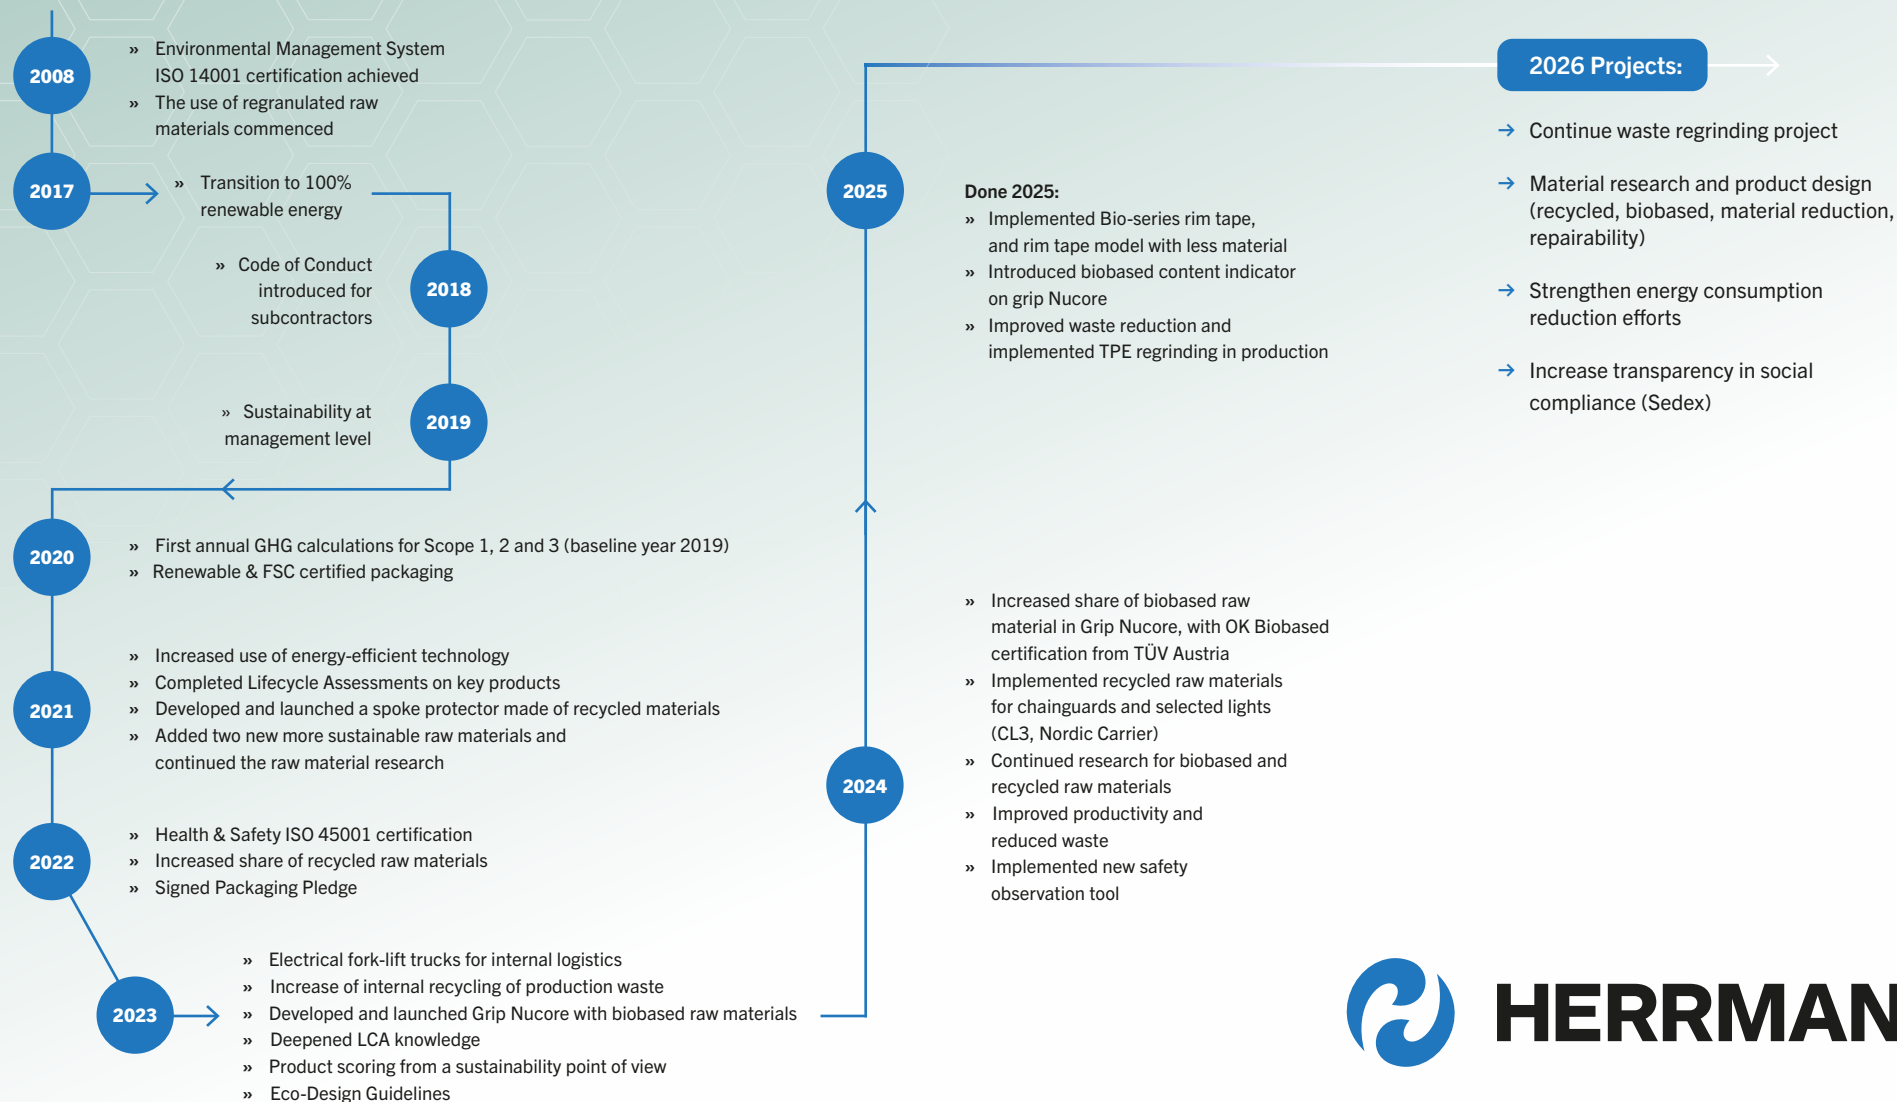 2008
» Environmental Management System
ISO 14001 certification achieved
» The use of regranulated raw
materials commenced
2017
» Transition to 100%
renewable energy
» Code of Conduct
introduced for
subcontractors
2018
» Sustainability at
management level
2019
2020
» First annual GHG calculations for Scope 1, 2 and 3 (baseline year 2019)
» Renewable & FSC certified packaging
2021
» Increased use of energy-efficient technology
» Completed Lifecycle Assessments on key products
» Developed and launched a spoke protector made of recycled materials
» Added two new more sustainable raw materials and
continued the raw material research
2022
» Health & Safety ISO 45001 certification
» Increased share of recycled raw materials
» Signed Packaging Pledge
2023
» Electrical fork-lift trucks for internal logistics
» Increase of internal recycling of production waste
» Developed and launched Grip Nucore with biobased raw materials
» Deepened LCA knowledge
» Product scoring from a sustainability point of view
» Eco-Design Guidelines
2024
» Increased share of biobased raw
material in Grip Nucore, with OK Biobased
certification from TÜV Austria
» Implemented recycled raw materials
for chainguards and selected lights
(CL3, Nordic Carrier)
» Continued research for biobased and
recycled raw materials
» Improved productivity and
reduced waste
» Implemented new safety
observation tool
2025
Done 2025:
» Implemented Bio-series rim tape,
and rim tape model with less material
» Introduced biobased content indicator
on grip Nucore
» Improved waste reduction and
implemented TPE regrinding in production
2026 Projects:
→ Continue waste regrinding project
→ Material research and product design
(recycled, biobased, material reduction,
repairability)
→ Strengthen energy consumption
reduction efforts
→ Increase transparency in social
compliance (Sedex)
HERRMAN